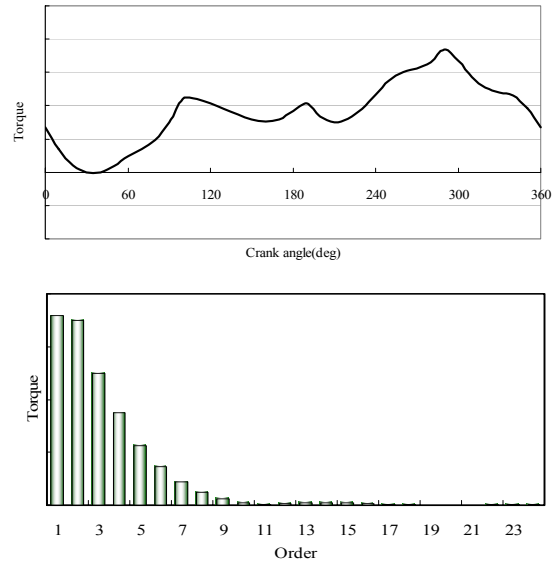 Torque
0 60 120 180 240 300 360
Crank angle(deg)
Torque
1 3 5 7 9 11 13 15 17 19 21 23
Order